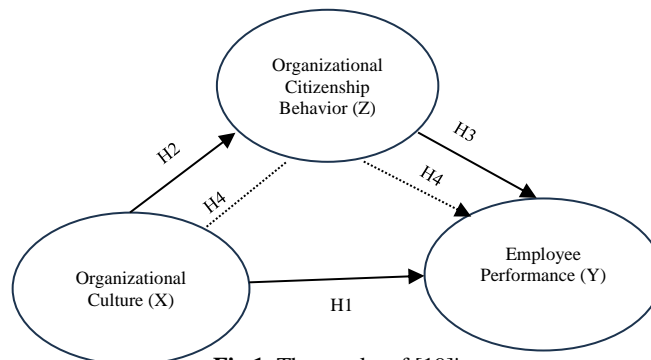 Organizational
Citizenship
Behavior (Z)
H2
H3
H4
H4
Organizational
Culture (X)
Employee
Performance (Y)
H1